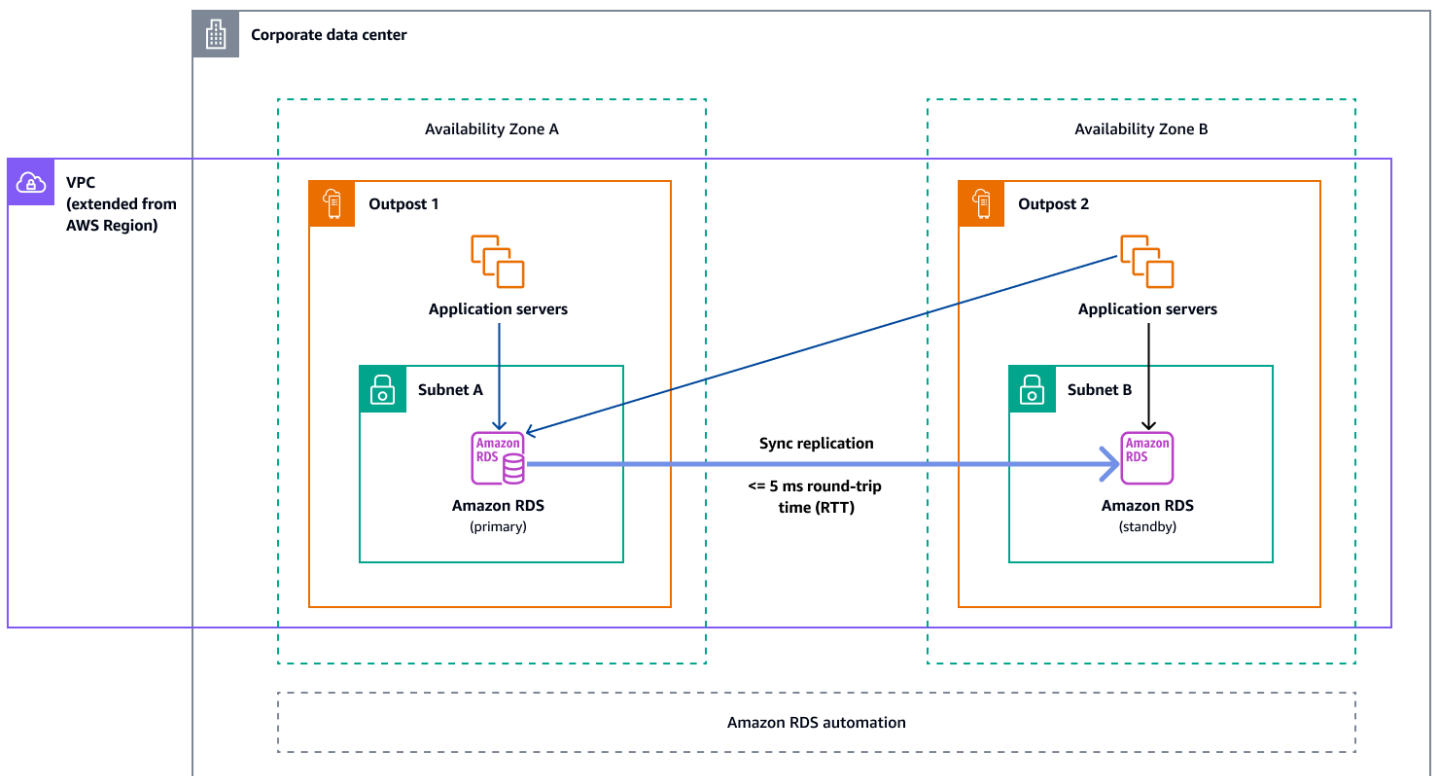 Corporate data center
Availability Zone A
Availability Zone B
VPC
(extended from
AWS Region)
Outpost 1
Outpost 2
Application servers
Application servers
Subnet A
Subnet B
Amazon
RDS
Sync replication
Amazon
RDS
<= 5 ms round-trip
time (RTT)
Amazon RDS
(primary)
Amazon RDS
(standby)
Amazon RDS automation